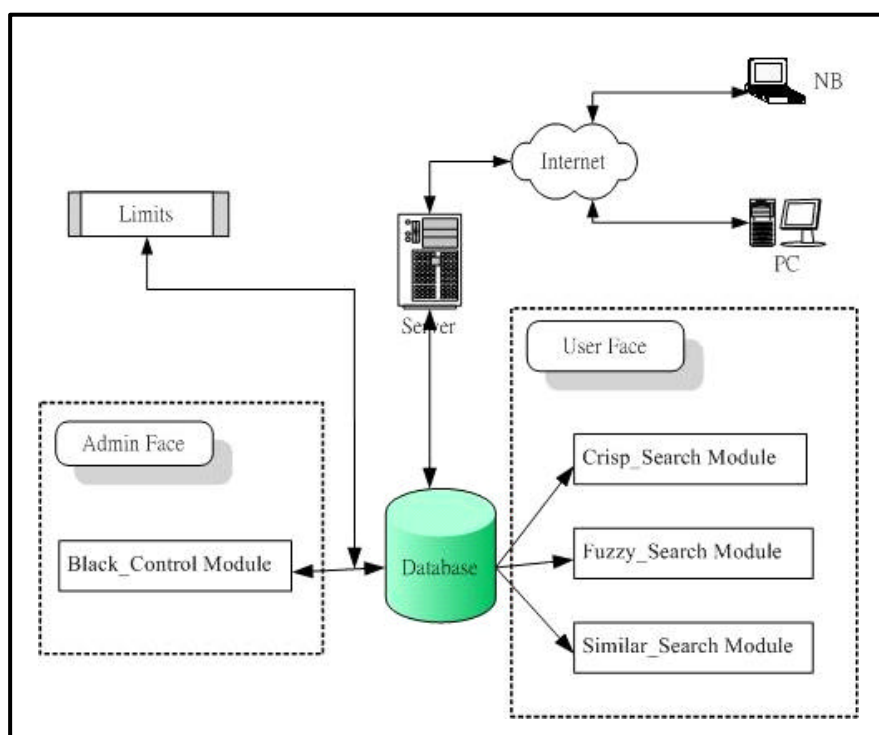 NB
Internet
Limits
PC
Server
User Face
Admin Face
Crisp_Search Module
Black_Control Module
Database
Fuzzy_Search Module
Similar_Search Module